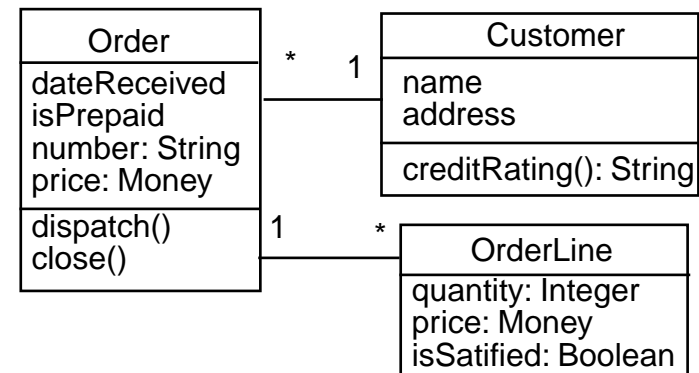 Order
dateReceived
isPrepaid
number: String
price: Money
dispatch()
close()
* 1
Customer
name
address
creditRating(): String
1 *
OrderLine
quantity: Integer
price: Money
isSatified: Boolean